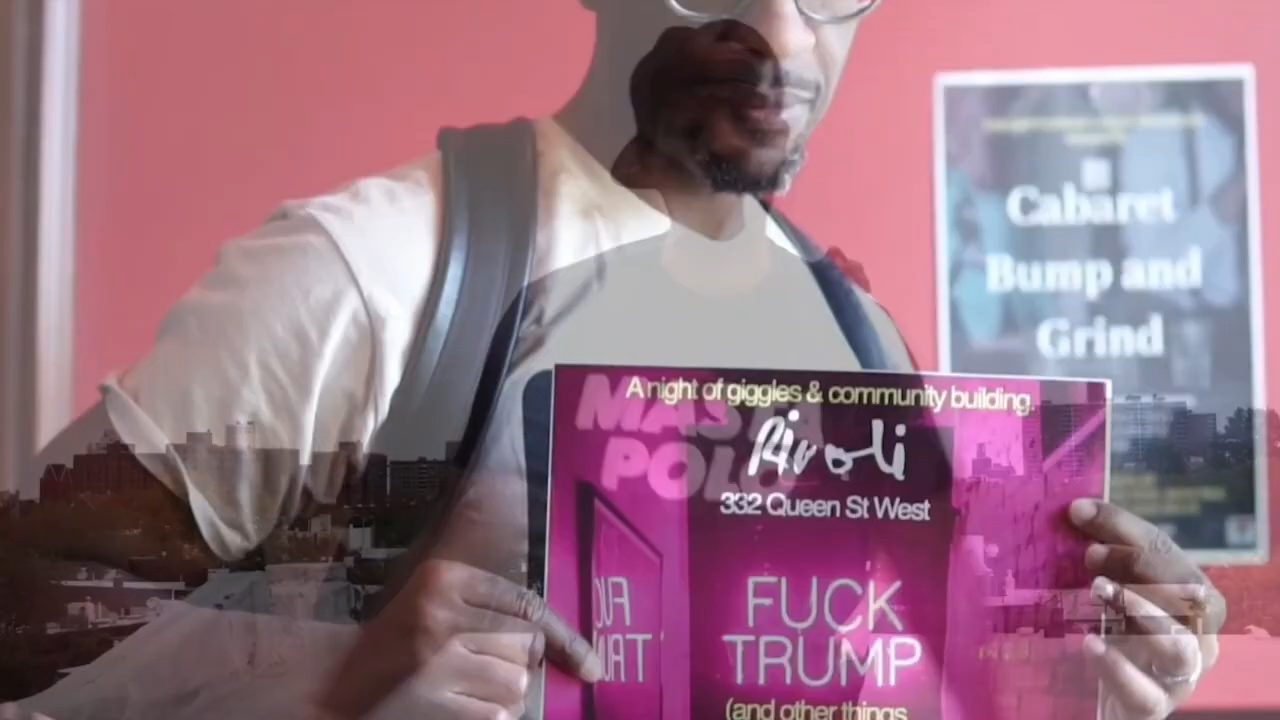 Cabaret
Bump and
Grind
A night of giggles & community building.
MASTA
POLO
Rivoli
332 Queen St West
FUCK
TRUMP
(and other things